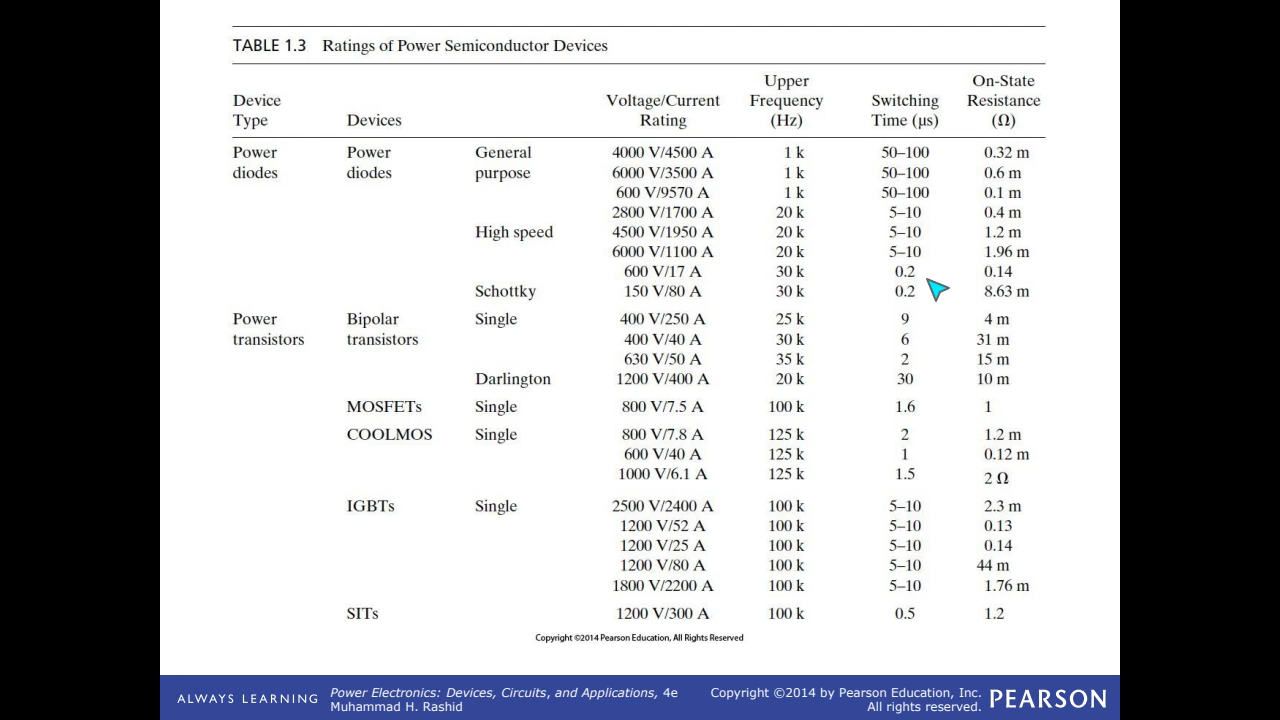 TABLE 1.3 Ratings of Power Semiconductor Devices
Device Type Devices Voltage/Current Rating Upper Frequency (Hz) Switching Time (µs) On-State Resistance (Ω)
Power Power General 4000 V/4500 A 1 k 50–100 0.32 m
diodes diodes purpose 6000 V/3500 A 1 k 50–100 0.6 m
600 V/9570 A 1 k 50–100 0.1 m
2800 V/1700 A 20 k 5–10 0.4 m
High speed 4500 V/1950 A 20 k 5–10 1.2 m
6000 V/1100 A 20 k 5–10 1.96 m
600 V/17 A 30 k 0.2 0.14
Schottky 150 V/80 A 30 k 0.2 8.63 m
Power Bipolar Single 400 V/250 A 25 k 9 4 m
transistors transistors 400 V/40 A 30 k 6 31 m
630 V/50 A 35 k 2 15 m
Darlington 1200 V/400 A 20 k 30 10 m
MOSFETs Single 800 V/7.5 A 100 k 1.6 1
COOLMOS Single 800 V/7.8 A 125 k 2 1.2 m
600 V/40 A 125 k 1 0.12 m
1000 V/6.1 A 125 k 1.5 2 Ω
IGBTs Single 2500 V/2400 A 100 k 5–10 2.3 m
1200 V/52 A 100 k 5–10 0.13
1200 V/25 A 100 k 5–10 0.14
1200 V/80 A 100 k 5–10 44 m
1800 V/2200 A 100 k 5–10 1.76 m
SITs 1200 V/300 A 100 k 0.5 1.2
Copyright ©2014 Pearson Education, All Rights Reserved
ALWAYS LEARNING
Power Electronics: Devices, Circuits, and Applications, 4e
Muhammad H. Rashid
Copyright ©2014 by Pearson Education, Inc.
All rights reserved.
PEARSON